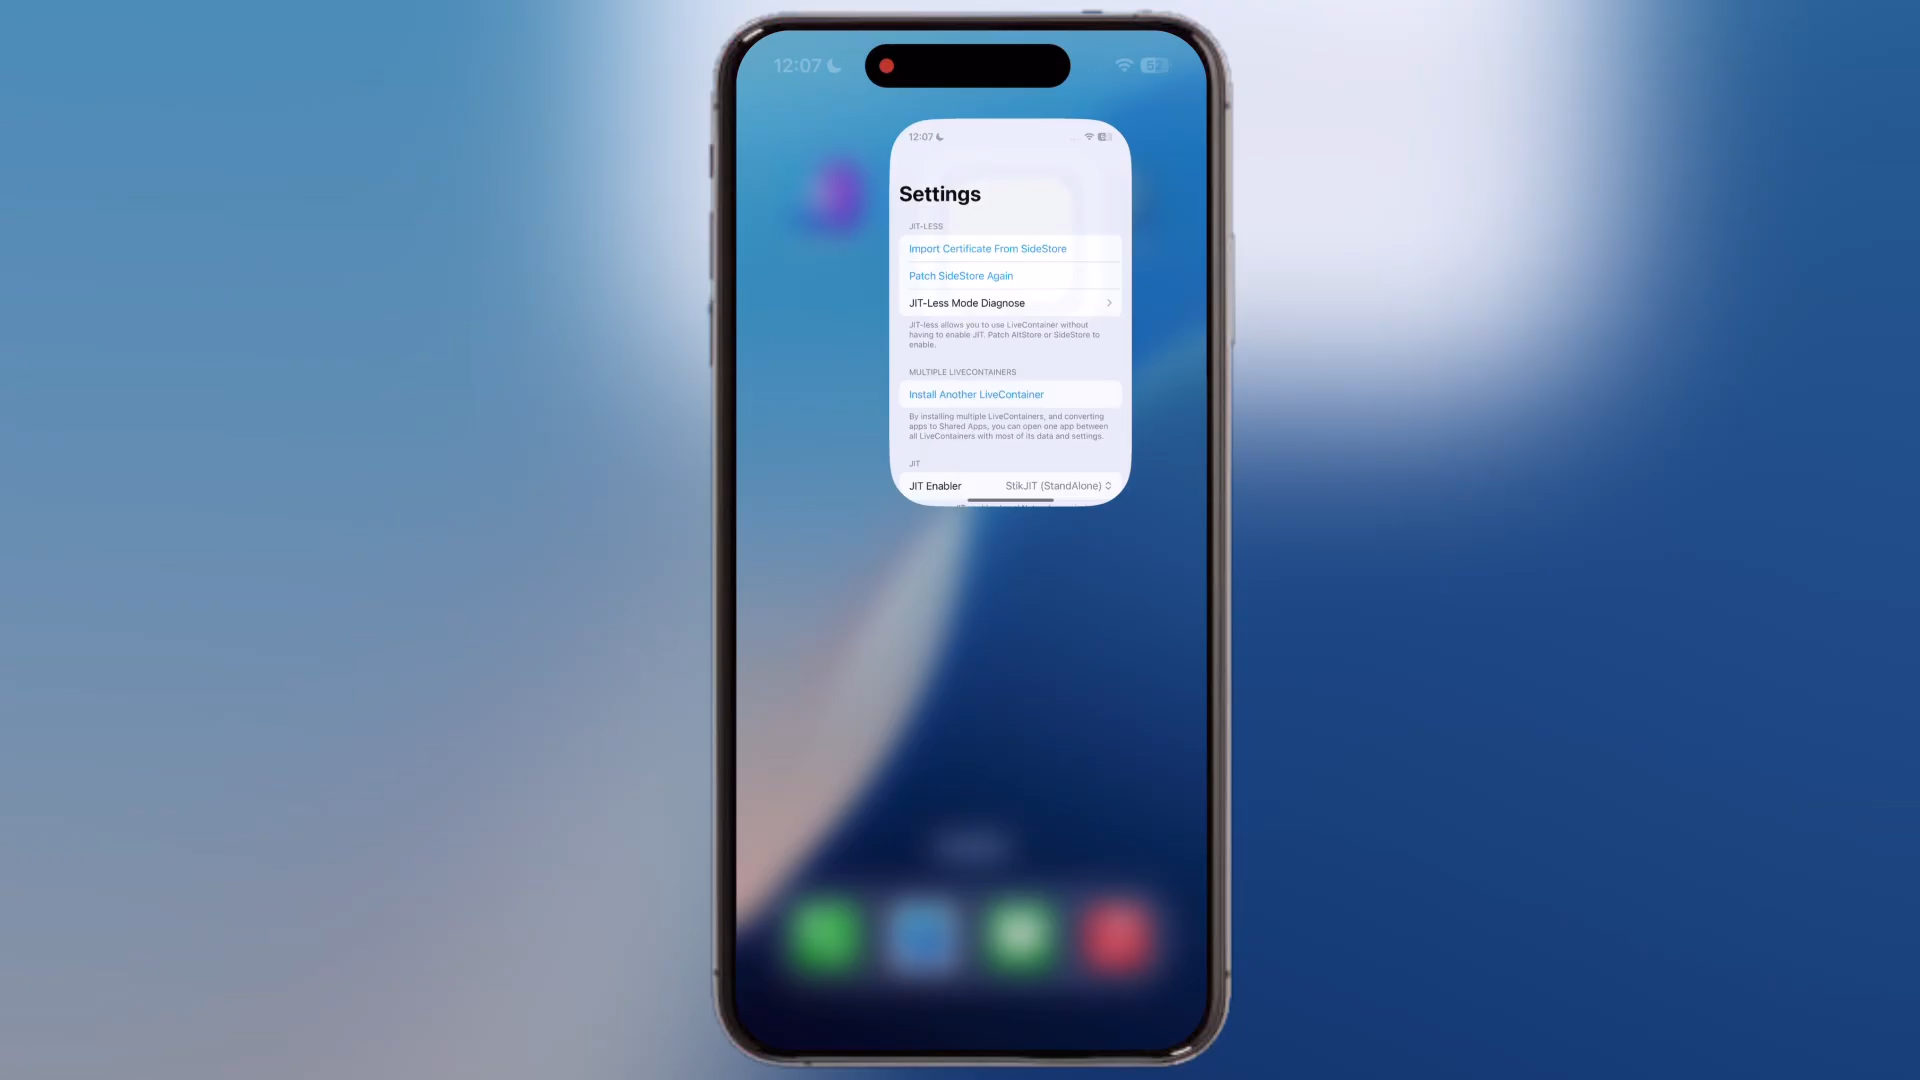 12:07
52
12:07
Settings
JIT-LESS
Import Certificate From SideStore
Patch SideStore Again
JIT-Less Mode Diagnose
JIT-less allows you to use LiveContainer without
having to enable JIT. Patch AltStore or SideStore to
enable.
MULTIPLE LIVECONTAINERS
Install Another LiveContainer
By installing multiple LiveContainers, and converting
apps to Shared Apps, you can open one app between
all LiveContainers with most of its data and settings.
JIT
JIT Enabler StikJIT (StandAlone)